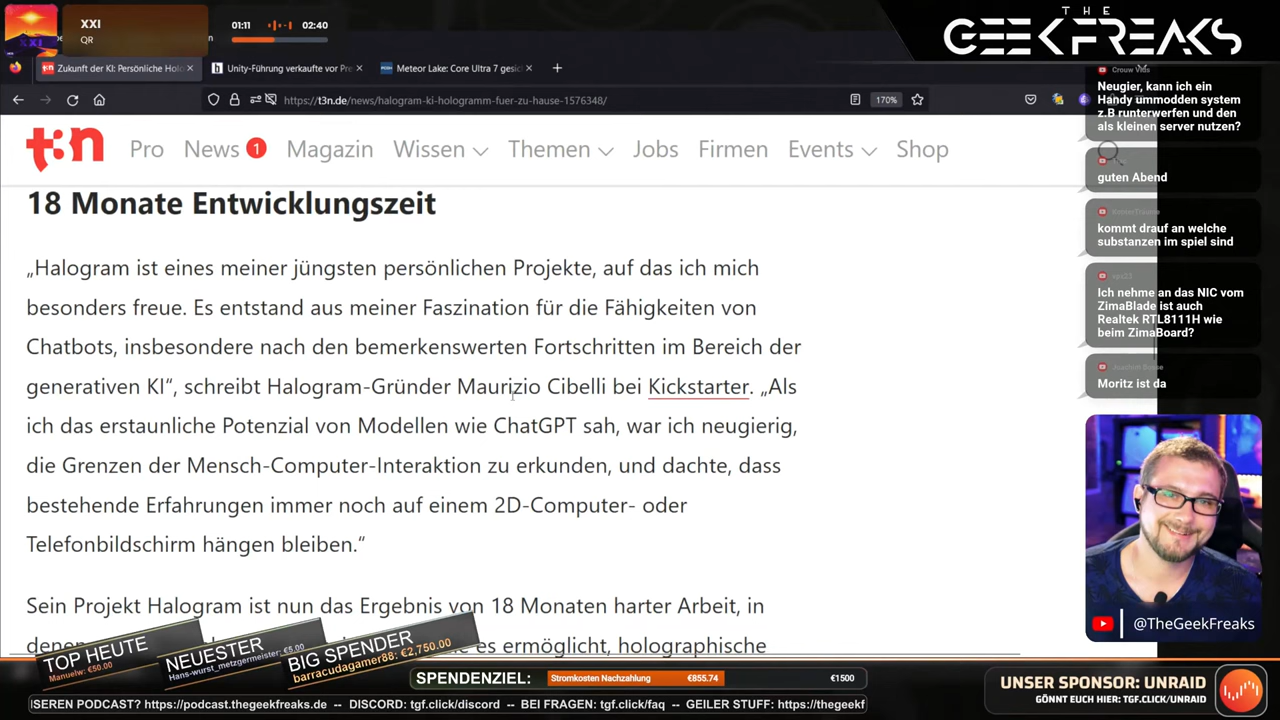 XXI
QR
01:11
02:40
THE
GEEKFREAKS
Zukunft der KI: Persönliche Holo
Unity-Führung verkaufte vor Pre
Meteor Lake: Core Ultra 7 gesic
https://t3n.de/news/halogram-ki-hologramm-fuer-zu-hause-1576348/
170%
t3n
Pro
News 1
Magazin
Wissen
Themen
Jobs
Firmen
Events
Shop
18 Monate Entwicklungszeit
„Halogram ist eines meiner jüngsten persönlichen Projekte, auf das ich mich
besonders freue. Es entstand aus meiner Faszination für die Fähigkeiten von
Chatbots, insbesondere nach den bemerkenswerten Fortschritten im Bereich der
generativen KI“, schreibt Halogram-Gründer Maurizio Cibelli bei Kickstarter. „Als
ich das erstaunliche Potenzial von Modellen wie ChatGPT sah, war ich neugierig,
die Grenzen der Mensch-Computer-Interaktion zu erkunden, und dachte, dass
bestehende Erfahrungen immer noch auf einem 2D-Computer- oder
Telefonbildschirm hängen bleiben.“
Sein Projekt Halogram ist nun das Ergebnis von 18 Monaten harter Arbeit, in
es ermöglicht, holographische
Crouw Vids
Neugier, kann ich ein
Handy ummodden system
z.B runterwerfen und den
als kleinen server nutzen?
guten Abend
kommt drauf an welche
substanzen im spiel sind
Ich nehme an das NIC vom
ZimaBlade ist auch
Realtek RTL8111H wie
beim ZimaBoard?
Moritz ist da
@TheGeekFreaks
TOP HEUTE
Manuelw: €50.00
NEUESTER
Hans-wurst_metzgermeister: €5.00
BIG SPENDER
barracudagamer88: €2,750.00
SPENDENZIEL:
Stromkosten Nachzahlung
€855.74
€1500
UNSER SPONSOR: UNRAID
GÖNNT EUCH HIER: TGF.CLICK/UNRAID
ISEREN PODCAST? https://podcast.thegeekfreaks.de -- DISCORD: tgf.click/discord -- BEI FRAGEN: tgf.click/faq -- GEILER STUFF: https://thegeekf